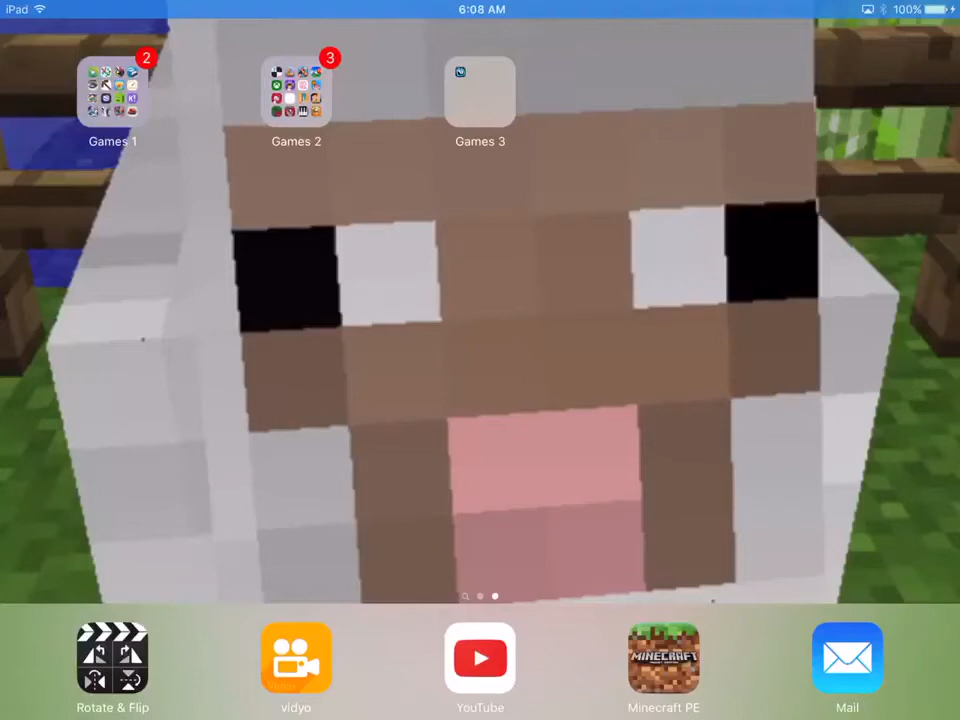 iPad 6:08 AM 100%
2 3
Games 1 Games 2 Games 3
MINECRAFT
Rotate & Flip vidyo YouTube Minecraft PE Mail